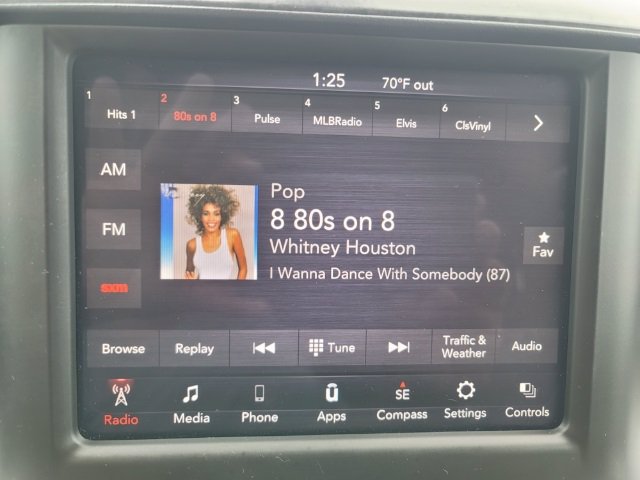 1:25 70°F out
1 Hits 1 2 80s on 8 3 Pulse 4 MLBRadio 5 Elvis 6 ClsVinyl
AM
FM
sxm
Pop
8 80s on 8
Whitney Houston
I Wanna Dance With Somebody (87)
Fav
Browse Replay Tune Traffic & Weather Audio
SE
Radio Media Phone Apps Compass Settings Controls